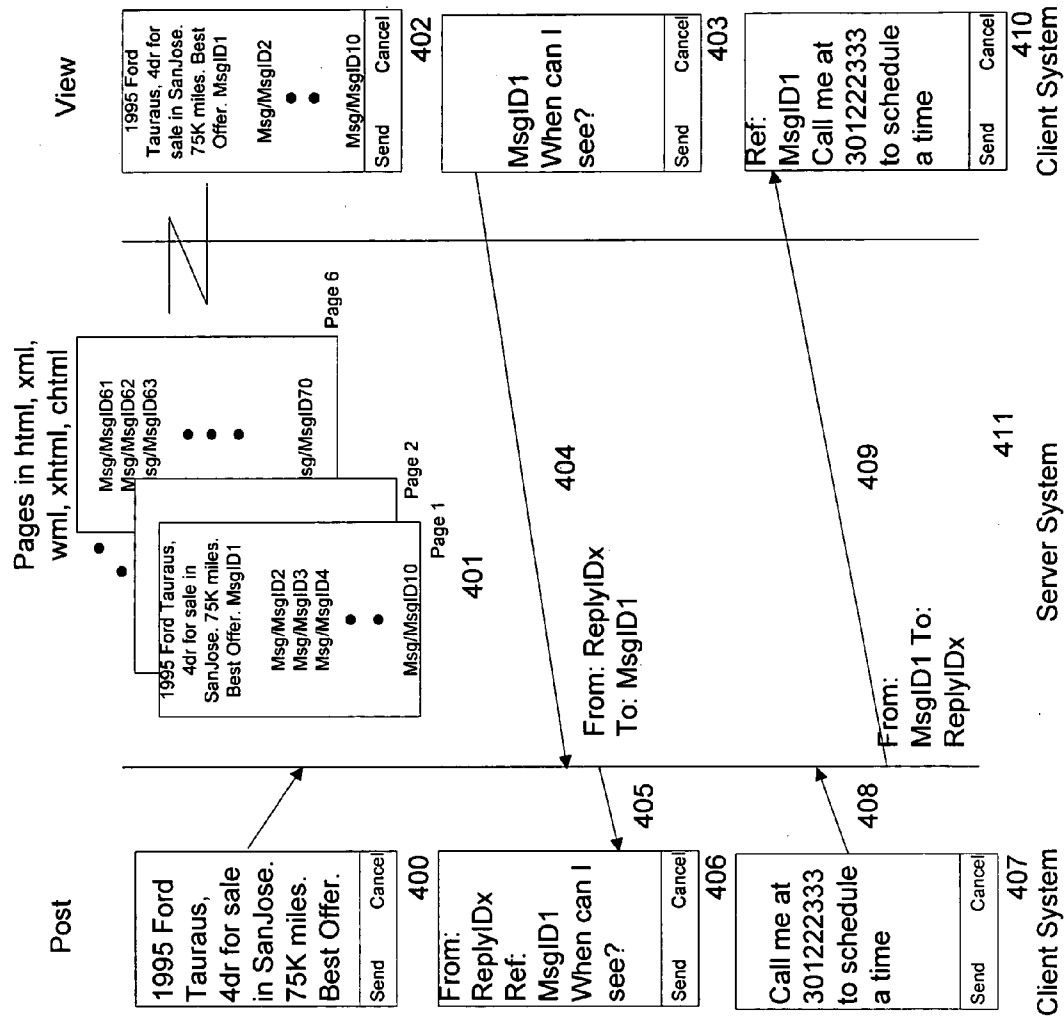 Post
View
Pages in html, xml,
wml, xhtml, chtml
1995 Ford
Tauraus,
4dr for sale
in SanJose.
75K miles.
Best Offer.
Send Cancel
400
1995 Ford Tauraus,
4dr for sale in
SanJose. 75K miles.
Best Offer. MsgID1
Msg/MsgID2
Msg/MsgID3
Msg/MsgID4
Msg/MsgID10
Page 1
Page 2
401
Msg/MsgID61
Msg/MsgID62
Msg/MsgID63
Msg/MsgID70
Page 6
1995 Ford
Tauraus, 4dr for
sale in SanJose.
75K miles. Best
Offer. MsgID1
Msg/MsgID2
Msg/MsgID10
Send Cancel
402
From:
ReplyIDx
Ref:
MsgID1
When can I
see?
Send Cancel
406
405
From: ReplyIDx
To: MsgID1
404
MsgID1
When can I
see?
Send Cancel
403
Call me at
301222333
to schedule
a time
Send Cancel
407
408
From:
MsgID1 To:
ReplyIDx
409
Ref:
MsgID1
Call me at
301222333
to schedule
a time
Send Cancel
410
411
Client System
Server System
Client System